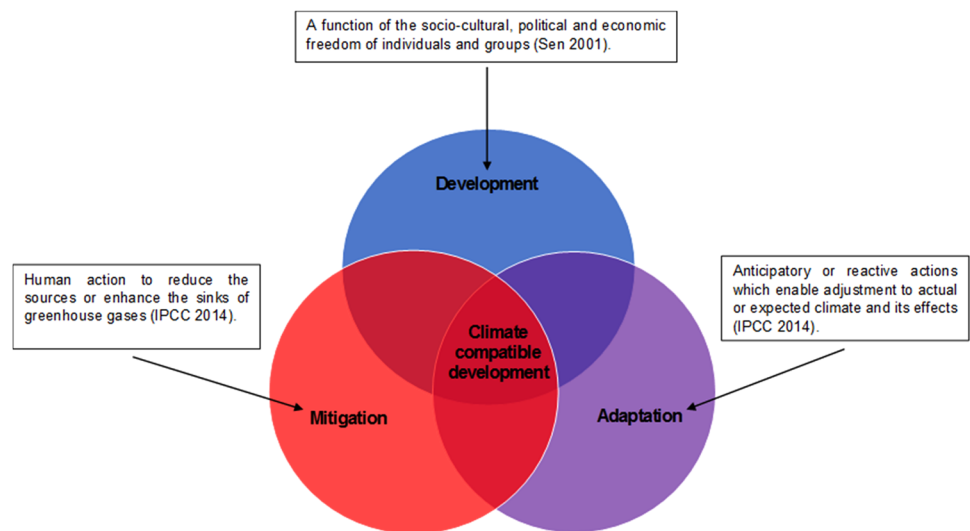 A function of the socio-cultural, political and economic
freedom of individuals and groups (Sen 2001).
Development
Human action to reduce the
sources or enhance the sinks of
greenhouse gases (IPCC 2014).
Anticipatory or reactive actions
which enable adjustment to actual
or expected climate and its effects
(IPCC 2014).
Climate
compatible
development
Mitigation
Adaptation